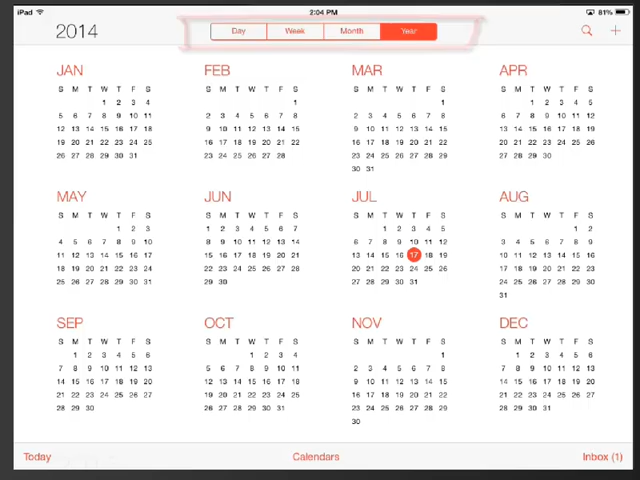 iPad 2:04 PM 81%
2014 Day Week Month Year
JAN
S M T W T F S
1 2 3 4
5 6 7 8 9 10 11
12 13 14 15 16 17 18
19 20 21 22 23 24 25
26 27 28 29 30 31
FEB
S M T W T F S
1
2 3 4 5 6 7 8
9 10 11 12 13 14 15
16 17 18 19 20 21 22
23 24 25 26 27 28
MAR
S M T W T F S
1
2 3 4 5 6 7 8
9 10 11 12 13 14 15
16 17 18 19 20 21 22
23 24 25 26 27 28 29
30 31
APR
S M T W T F S
1 2 3 4 5
6 7 8 9 10 11 12
13 14 15 16 17 18 19
20 21 22 23 24 25 26
27 28 29 30
MAY
S M T W T F S
1 2 3
4 5 6 7 8 9 10
11 12 13 14 15 16 17
18 19 20 21 22 23 24
25 26 27 28 29 30 31
JUN
S M T W T F S
1 2 3 4 5 6 7
8 9 10 11 12 13 14
15 16 17 18 19 20 21
22 23 24 25 26 27 28
29 30
JUL
S M T W T F S
1 2 3 4 5
6 7 8 9 10 11 12
13 14 15 16 17 18 19
20 21 22 23 24 25 26
27 28 29 30 31
AUG
S M T W T F S
1 2
3 4 5 6 7 8 9
10 11 12 13 14 15 16
17 18 19 20 21 22 23
24 25 26 27 28 29 30
31
SEP
S M T W T F S
1 2 3 4 5 6
7 8 9 10 11 12 13
14 15 16 17 18 19 20
21 22 23 24 25 26 27
28 29 30
OCT
S M T W T F S
1 2 3 4
5 6 7 8 9 10 11
12 13 14 15 16 17 18
19 20 21 22 23 24 25
26 27 28 29 30 31
NOV
S M T W T F S
1
2 3 4 5 6 7 8
9 10 11 12 13 14 15
16 17 18 19 20 21 22
23 24 25 26 27 28 29
30
DEC
S M T W T F S
1 2 3 4 5 6
7 8 9 10 11 12 13
14 15 16 17 18 19 20
21 22 23 24 25 26 27
28 29 30 31
Today Calendars Inbox (1)